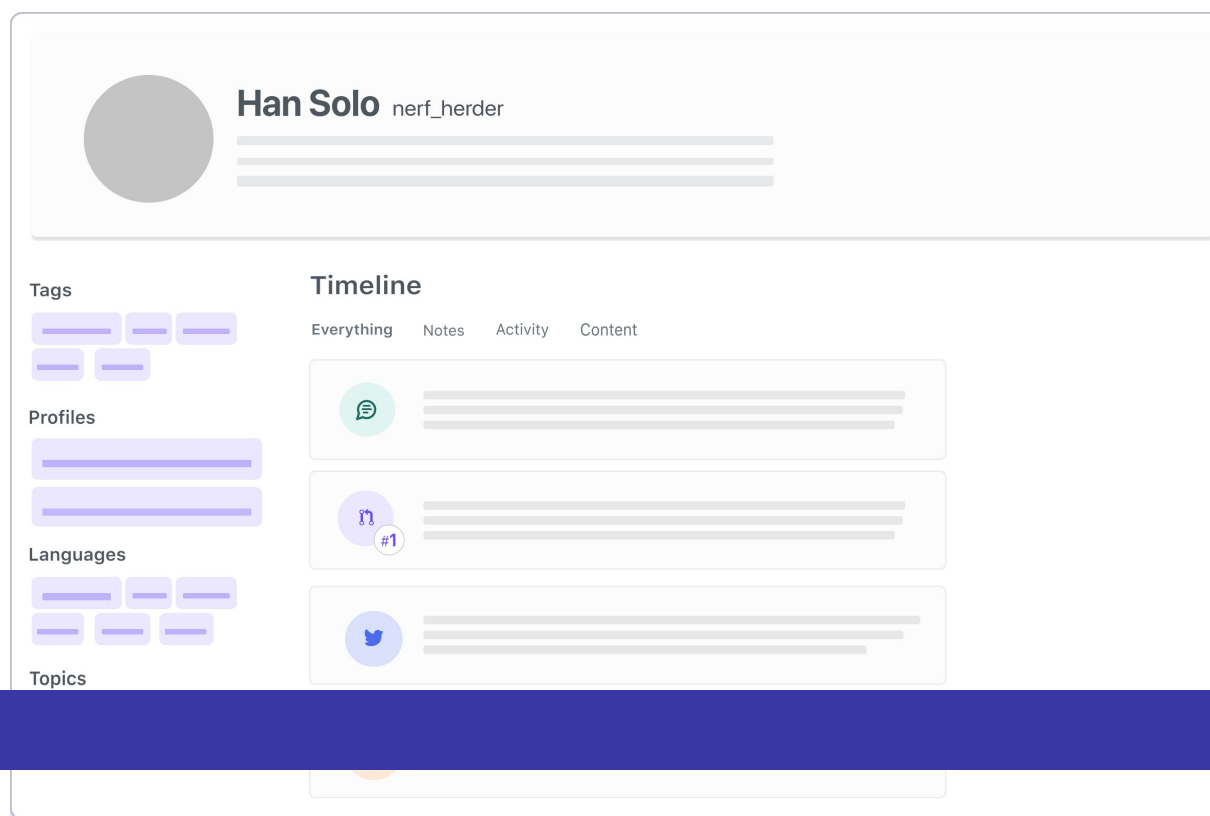 Han Solo nerf_herder
Tags
Timeline
Everything Notes Activity Content
Profiles
#1
Languages
Topics